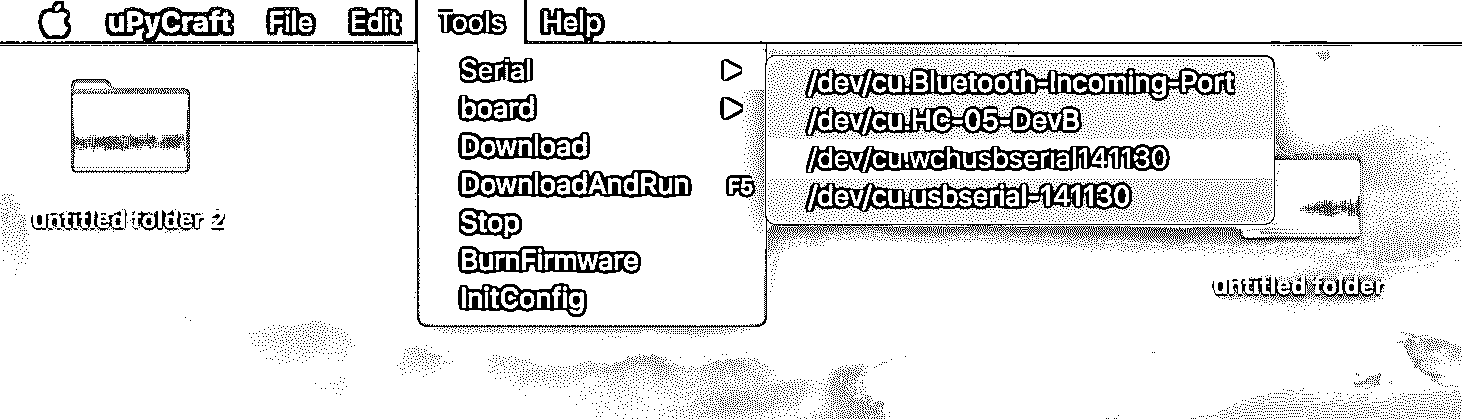 uPyCraft File Edit Tools Help
Serial
board
Download
DownloadAndRun F5
Stop
BurnFirmware
InitConfig
/dev/cu.Bluetooth-Incoming-Port
/dev/cu.HC-05-DevB
/dev/cu.wchusbserial141130
/dev/cu.usbserial-141130
untitled folder 2
untitled folder